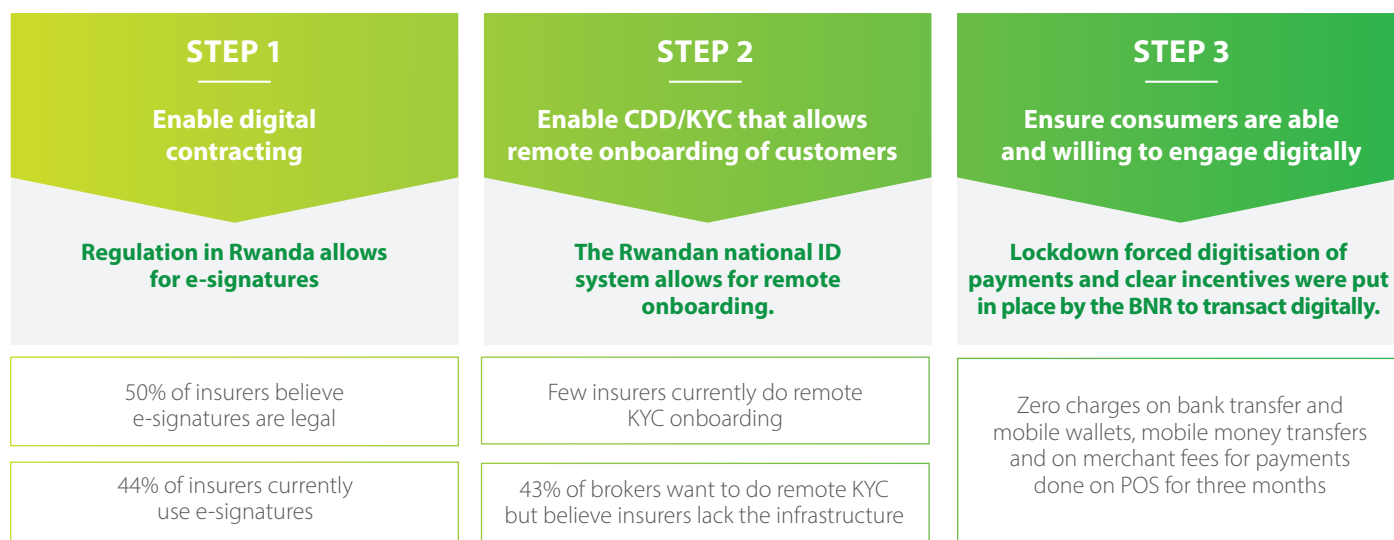 STEP 1
Enable digital
contracting
Regulation in Rwanda allows
for e-signatures
50% of insurers believe
e-signatures are legal
44% of insurers currently
use e-signatures
STEP 2
Enable CDD/KYC that allows
remote onboarding of customers
The Rwandan national ID
system allows for remote
onboarding.
Few insurers currently do remote
KYC onboarding
43% of brokers want to do remote KYC
but believe insurers lack the infrastructure
STEP 3
Ensure consumers are able
and willing to engage digitally
Lockdown forced digitisation of
payments and clear incentives were put
in place by the BNR to transact digitally.
Zero charges on bank transfer and
mobile wallets, mobile money transfers
and on merchant fees for payments
done on POS for three months